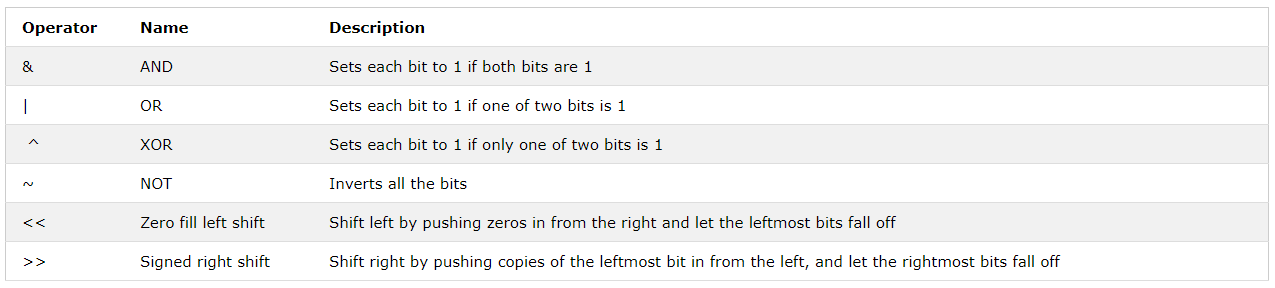 Operator Name Description
& AND Sets each bit to 1 if both bits are 1
| OR Sets each bit to 1 if one of two bits is 1
^ XOR Sets each bit to 1 if only one of two bits is 1
~ NOT Inverts all the bits
<< Zero fill left shift Shift left by pushing zeros in from the right and let the leftmost bits fall off
>> Signed right shift Shift right by pushing copies of the leftmost bit in from the left, and let the rightmost bits fall off